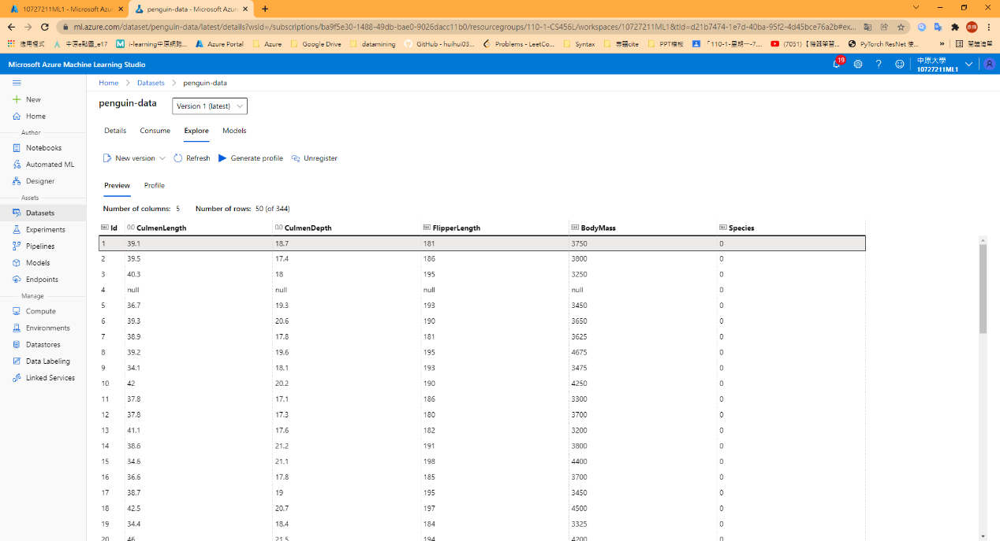 10727211ML1 - Microsoft Azur
penguin-data - Microsoft Azur
ml.azure.com/dataset/penguin-data/latest/details?wsid=/subscriptions/ba9f5e30-1488-49db-bae0-9026dacc11b0/resourcegroups/110-1-CS456L/workspaces/10727211ML1&tid=d21b7474-1e7d-40ba-95f2-4d45bce76a2b#ex...
應用程式
中原e點靈_e17
i-learning中原網路...
Azure Portal
Azure
Google Drive
datamining
GitHub - huihui03...
Problems - LeetCo...
Syntax
專題cite
PPT模板
「110-1-星期一-7....
(7051)【機器學習...
PyTorch ResNet 使...
»
閱讀清單
Microsoft Azure Machine Learning Studio
19
中原大學
10727211ML1
New
Home
Author
Notebooks
Automated ML
Designer
Assets
Datasets
Experiments
Pipelines
Models
Endpoints
Manage
Compute
Environments
Datastores
Data Labeling
Linked Services
Home > Datasets > penguin-data
penguin-data
Version 1 (latest)
Details Consume Explore Models
New version Refresh Generate profile Unregister
Preview Profile
Number of columns: 5 Number of rows: 50 (of 344)
Id CulmenLength CulmenDepth FlipperLength BodyMass Species
1 39.1 18.7 181 3750 0
2 39.5 17.4 186 3800 0
3 40.3 18 195 3250 0
4 null null null null 0
5 36.7 19.3 193 3450 0
6 39.3 20.6 190 3650 0
7 38.9 17.8 181 3625 0
8 39.2 19.6 195 4675 0
9 34.1 18.1 193 3475 0
10 42 20.2 190 4250 0
11 37.8 17.1 186 3300 0
12 37.8 17.3 180 3700 0
13 41.1 17.6 182 3200 0
14 38.6 21.2 191 3800 0
15 34.6 21.1 198 4400 0
16 36.6 17.8 185 3700 0
17 38.7 19 195 3450 0
18 42.5 20.7 197 4500 0
19 34.4 18.4 184 3325 0
20 46 21.5 194 4200 0